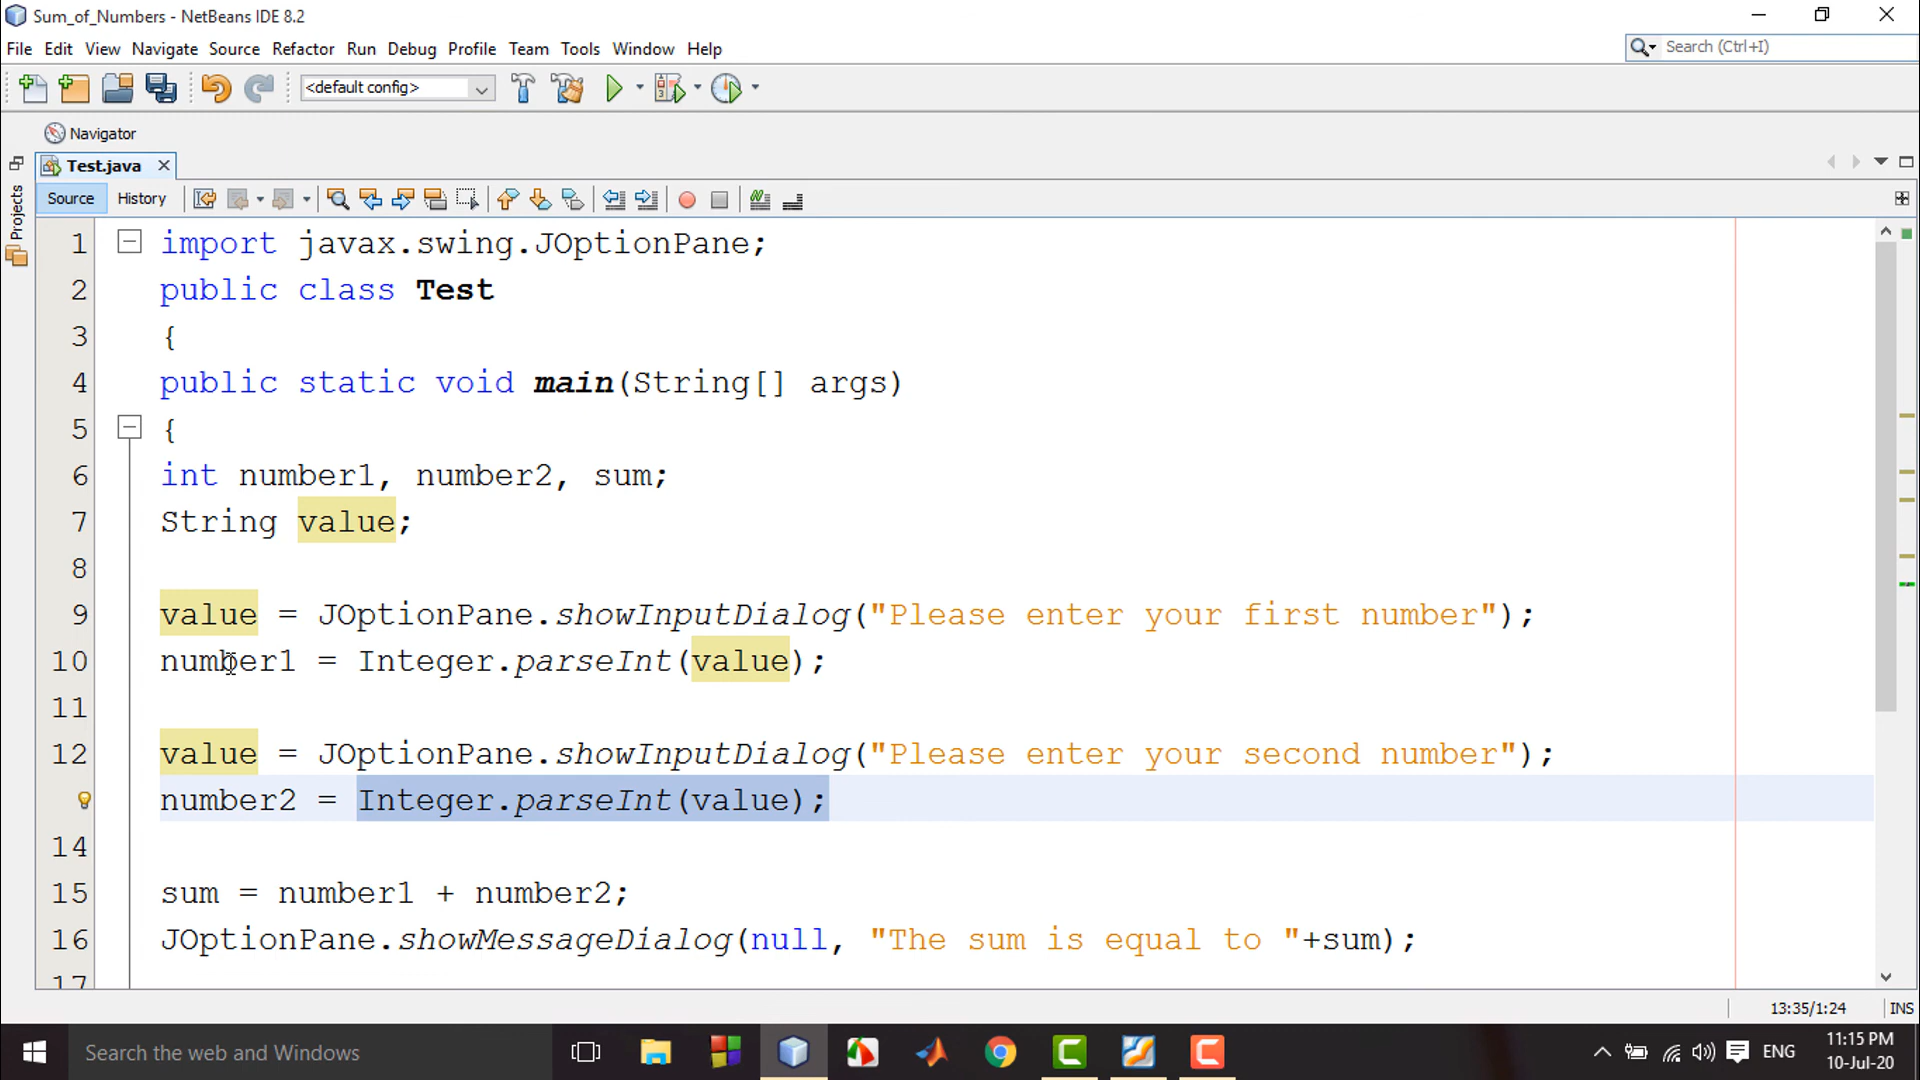 Sum_of_Numbers - NetBeans IDE 8.2
File Edit View Navigate Source Refactor Run Debug Profile Team Tools Window Help
Search (Ctrl+I)
<default config>
Navigator
Test.java
Projects
Source History
1 import javax.swing.JOptionPane;
2 public class Test
3 {
4 public static void main(String[] args)
5 {
6 int number1, number2, sum;
7 String value;
8
9 value = JOptionPane.showInputDialog("Please enter your first number");
10 number1 = Integer.parseInt(value);
11
12 value = JOptionPane.showInputDialog("Please enter your second number");
number2 = Integer.parseInt(value);
14
15 sum = number1 + number2;
16 JOptionPane.showMessageDialog(null, "The sum is equal to "+sum);
17
13:35/1:24 INS
Search the web and Windows
ENG
11:15 PM
10-Jul-20